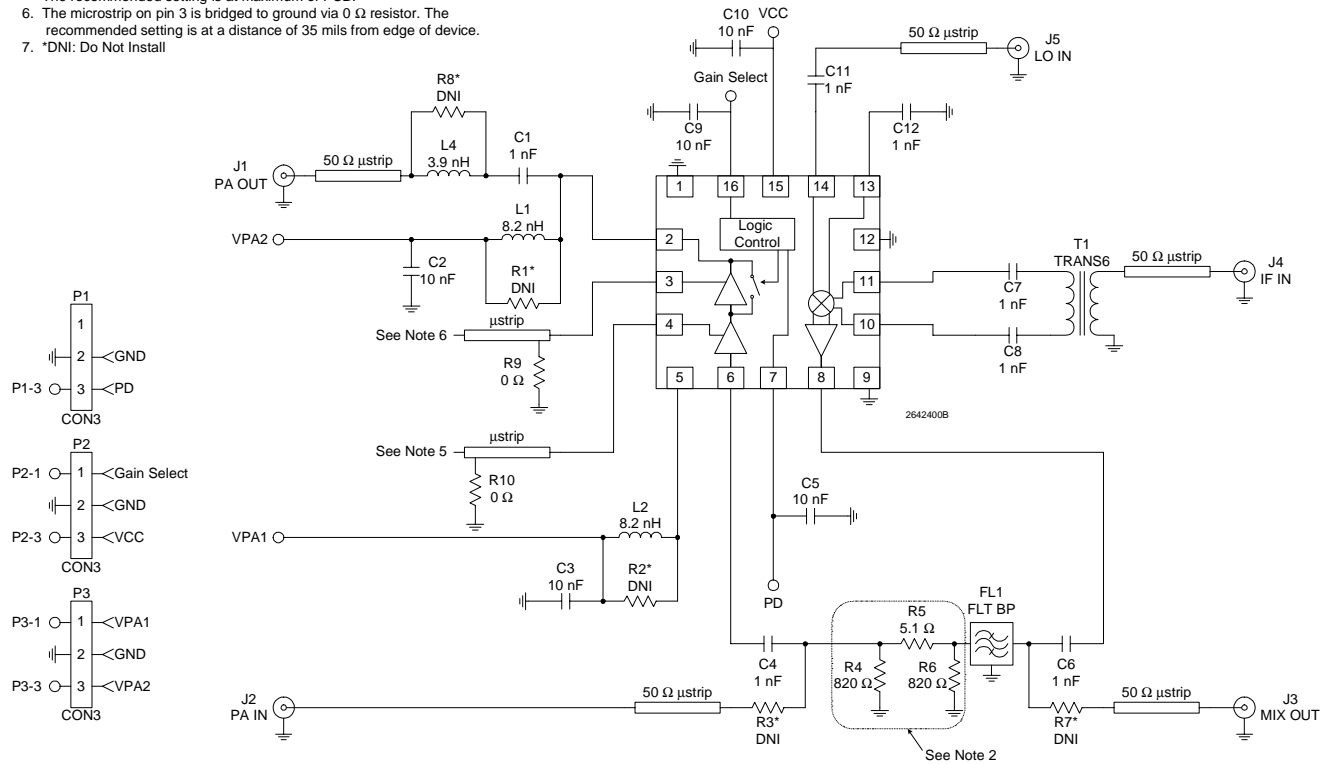 The recommended setting is at maximum of PCB.
6. The microstrip on pin 3 is bridged to ground via 0 Ω resistor. The
recommended setting is at a distance of 35 mils from edge of device.
7. *DNI: Do Not Install
C10
10 nF
VCC
50 Ω µstrip
J5
LO IN
C11
1 nF
Gain Select
R8*
DNI
C9
10 nF
C12
1 nF
L4
3.9 nH
C1
1 nF
J1
PA OUT
50 Ω µstrip
1
16
15
14
13
L1
8.2 nH
VPA2
2
Logic
Control
12
C2
10 nF
R1*
DNI
3
11
T1
TRANS6
50 Ω µstrip
J4
IF IN
C7
1 nF
P1
1
2
GND
P1-3
3
PD
CON3
See Note 6
µstrip
4
10
R9
0 Ω
C8
1 nF
5
6
7
8
9
2642400B
See Note 5
µstrip
R10
0 Ω
P2
P2-1
1
Gain Select
2
GND
P2-3
3
VCC
CON3
C5
10 nF
L2
8.2 nH
VPA1
C3
10 nF
R2*
DNI
PD
P3
P3-1
1
VPA1
2
GND
P3-3
3
VPA2
CON3
FL1
FLT BP
R5
5.1 Ω
C4
1 nF
R4
820 Ω
R6
820 Ω
C6
1 nF
J2
PA IN
50 Ω µstrip
R3*
DNI
R7*
DNI
50 Ω µstrip
J3
MIX OUT
See Note 2